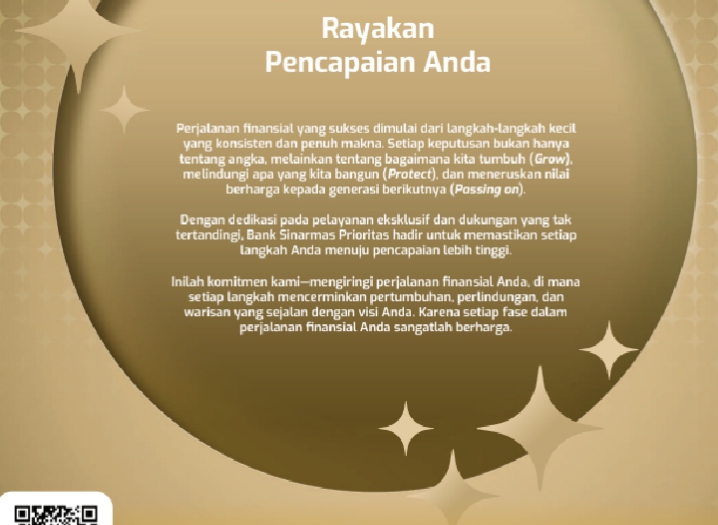 Rayakan
Pencapaian Anda
Perjalanan finansial yang sukses dimulai dari langkah-langkah kecil
yang konsisten dan penuh makna. Setiap keputusan bukan hanya
tentang angka, melainkan tentang bagaimana kita tumbuh (Grow),
melindungi apa yang kita bangun (Protect), dan meneruskan nilai
berharga kepada generasi berikutnya (Passing on).
Dengan dedikasi pada pelayanan eksklusif dan dukungan yang tak
tertandingi, Bank Sinarmas Prioritas hadir untuk memastikan setiap
langkah Anda menuju pencapaian lebih tinggi.
Inilah komitmen kami—mengiringi perjalanan finansial Anda, di mana
setiap langkah mencerminkan pertumbuhan, perlindungan, dan
warisan yang sejalan dengan visi Anda. Karena setiap fase dalam
perjalanan finansial Anda sangatlah berharga.